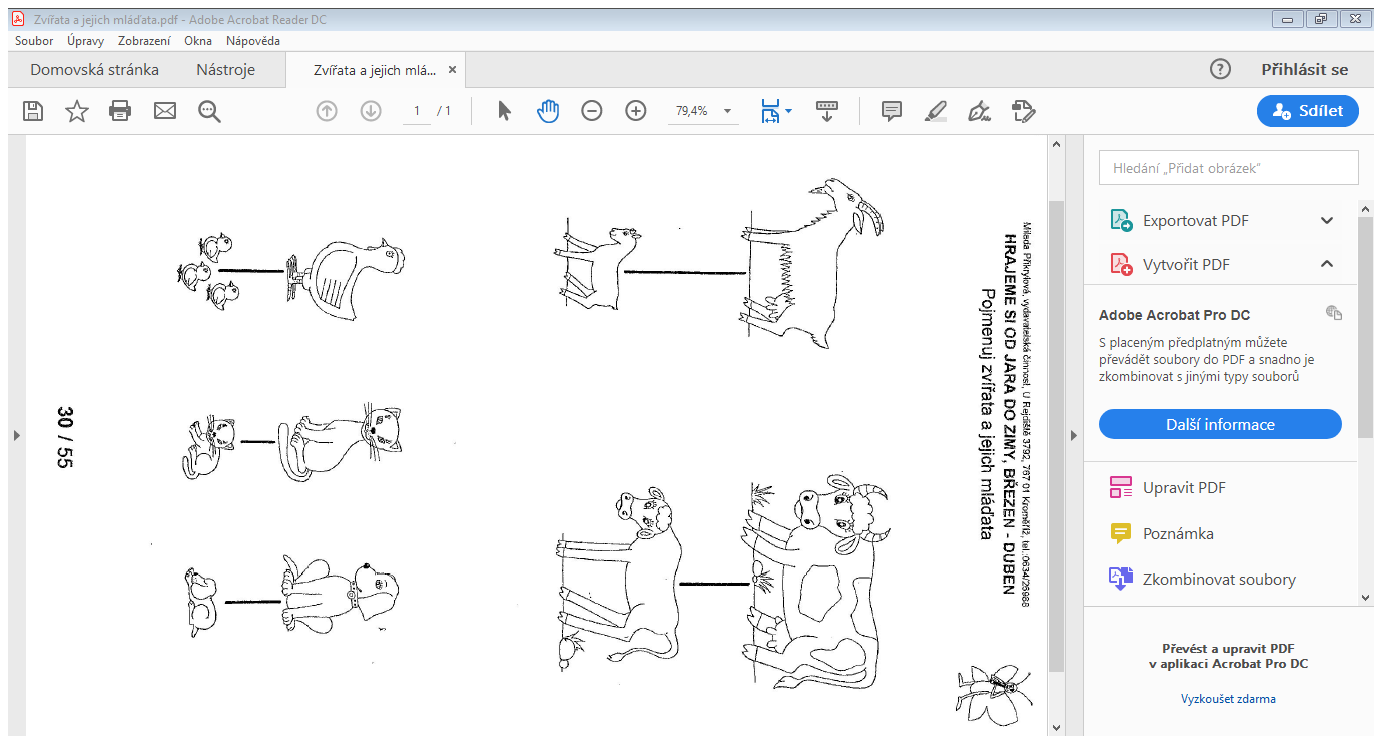 Zvířata a jejich mláďata.pdf - Adobe Acrobat Reader DC
Soubor Úpravy Zobrazení Okna Nápověda
Domovská stránka Nástroje Zvířata a jejich mlá... × ? Přihlásit se
1 / 1 79,4% Sdílet
Milada Přikrylová, vydavatelská činnost, U Rejdiště 3792, 767 01 Kroměříž, tel.:0634/25988
HRAJEME SI OD JARA DO ZIMY, BŘEZEN - DUBEN
Pojmenuj zvířata a jejich mláďata
30 / 55
Hledání „Přidat obrázek“
Exportovat PDF
Vytvořit PDF
Adobe Acrobat Pro DC
S placeným předplatným můžete
převádět soubory do PDF a snadno je
zkombinovat s jinými typy souborů
Další informace
Upravit PDF
Poznámka
Zkombinovat soubory
Převést a upravit PDF
v aplikaci Acrobat Pro DC
Vyzkoušet zdarma